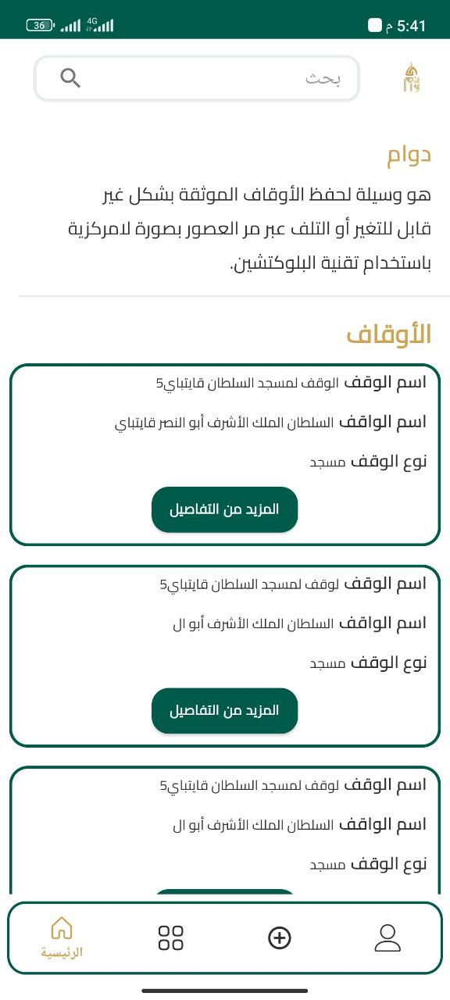 5:41 م
4G
36
بحث
دوام
هو وسيلة لحفظ الأوقاف الموثقة بشكل غير
قابل للتغير أو التلف عبر مر العصور بصورة لامركزية
باستخدام تقنية البلوكتشين.
الأوقاف
اسم الوقف الوقف لمسجد السلطان قايتباي5
اسم الواقف السلطان الملك الأشرف أبو النصر قايتباي
نوع الوقف مسجد
المزيد من التفاصيل
اسم الوقف لوقف لمسجد السلطان قايتباي5
اسم الواقف السلطان الملك الأشرف أبو ال
نوع الوقف مسجد
المزيد من التفاصيل
اسم الوقف لوقف لمسجد السلطان قايتباي5
اسم الواقف السلطان الملك الأشرف أبو ال
نوع الوقف مسجد
الرئيسية